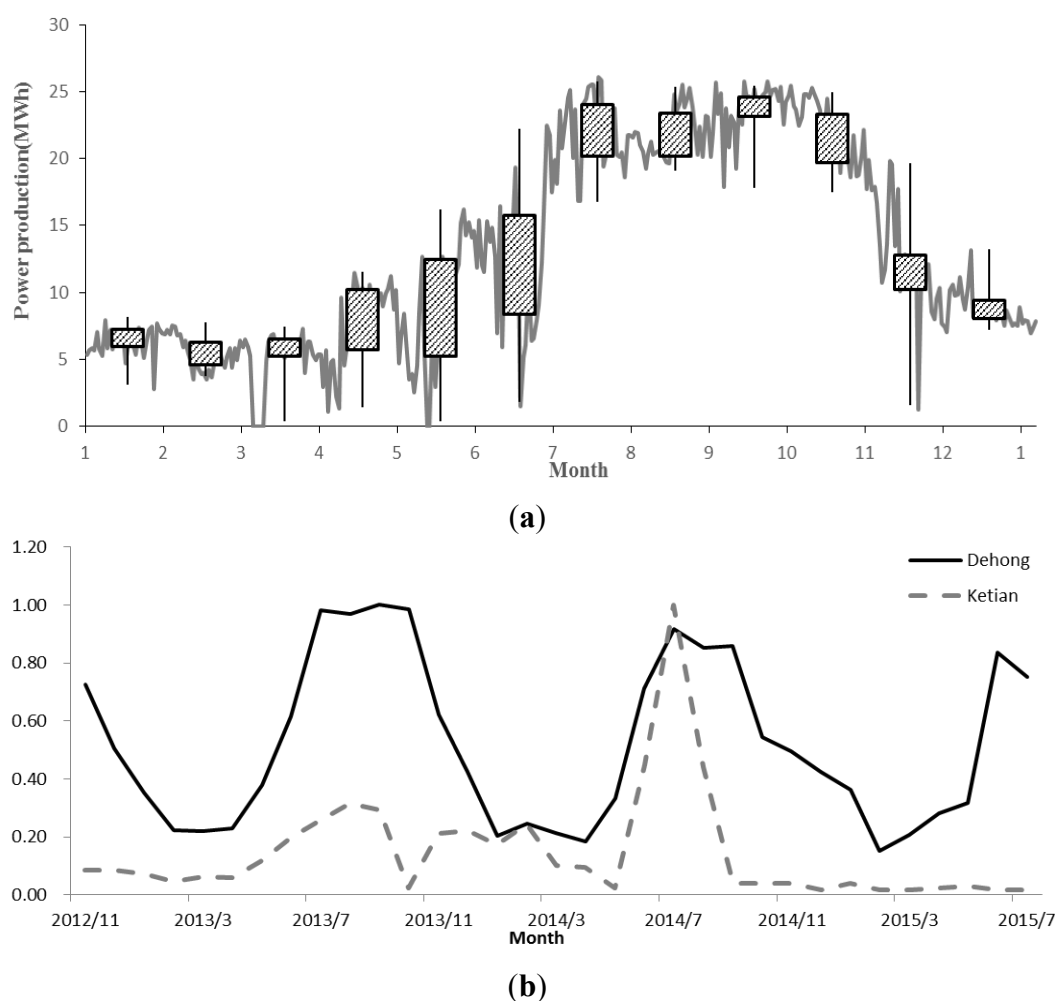 30
25
20
15
10
5
0
Power production(MWh)
1 2 3 4 5 6 7 8 9 10 11 12 1
Month
(a)
1.20
1.00
0.80
0.60
0.40
0.20
0.00
Dehong
Ketian
2012/11 2013/3 2013/7 2013/11 2014/3 2014/7 2014/11 2015/3 2015/7
Month
(b)